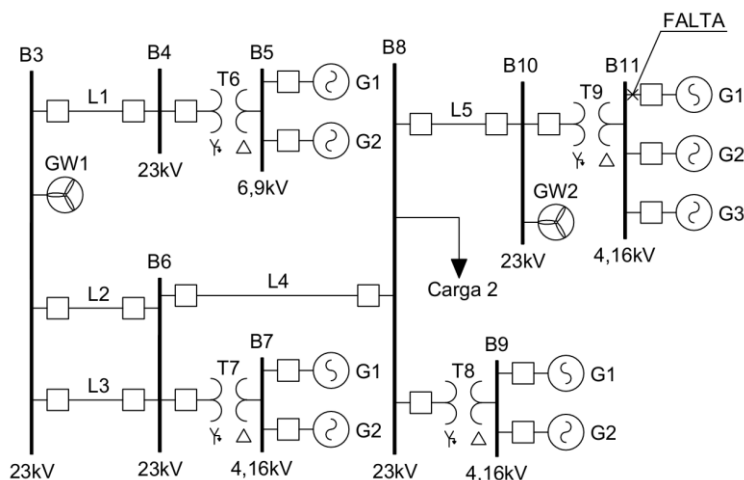 FALTA
B3
B4
B5
B8
B10
B11
L1
T6
G1
L5
T9
G1
GW1
23kV
G2
GW2
G2
6,9kV
G3
B6
23kV
4,16kV
L2
L4
Carga 2
L3
T7
B7
G1
T8
B9
G1
G2
G2
23kV
23kV
4,16kV
23kV
4,16kV